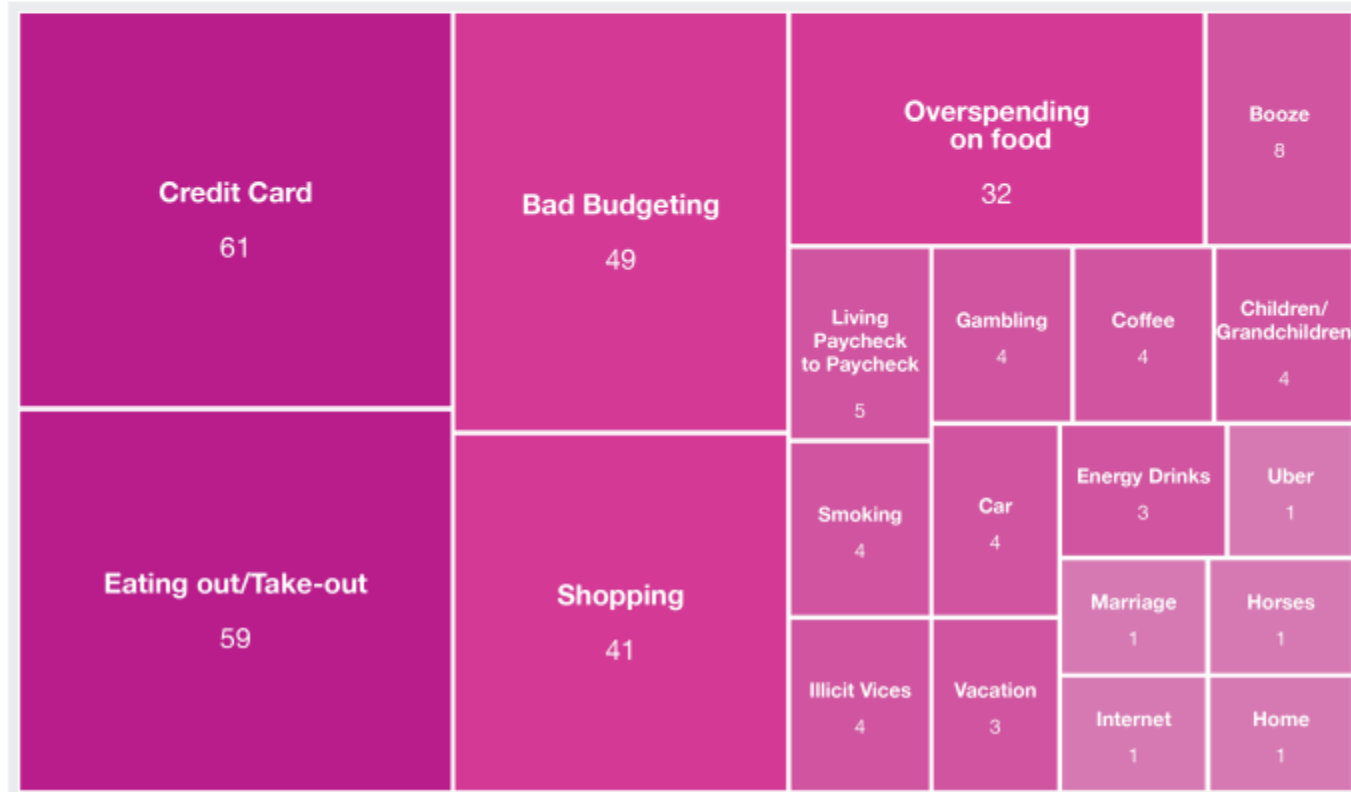 Credit Card
61
Eating out/Take-out
59
Bad Budgeting
49
Shopping
41
Overspending
on food
32
Booze
8
Living
Paycheck
to Paycheck
5
Gambling
4
Coffee
4
Children/
Grandchildren
4
Smoking
4
Car
4
Energy Drinks
3
Uber
1
Marriage
1
Horses
1
Illicit Vices
4
Vacation
3
Internet
1
Home
1